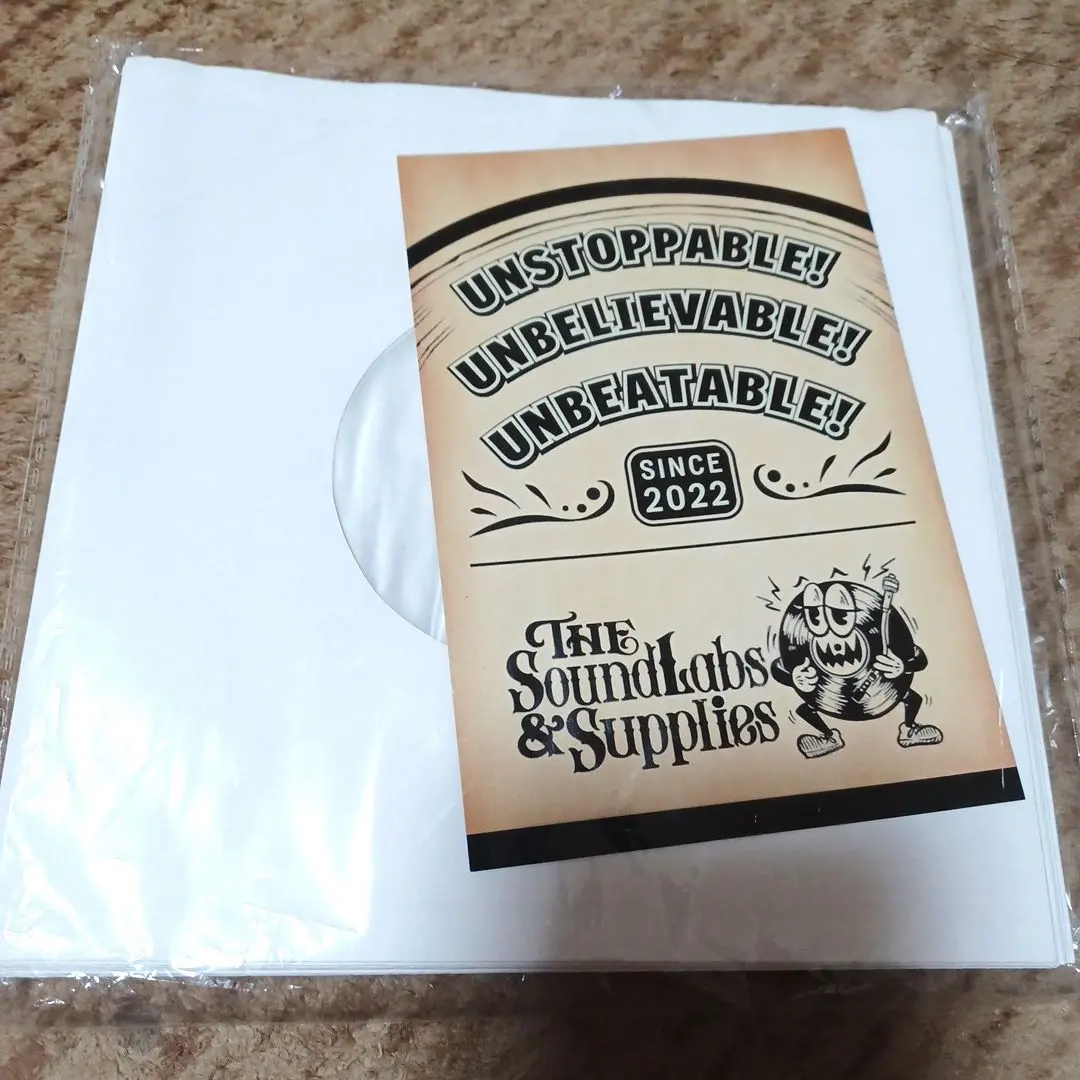 UNSTOPPABLE!
UNBELIEVABLE!
UNBEATABLE!
SINCE
2022
THE
SoundLabs
&Supplies